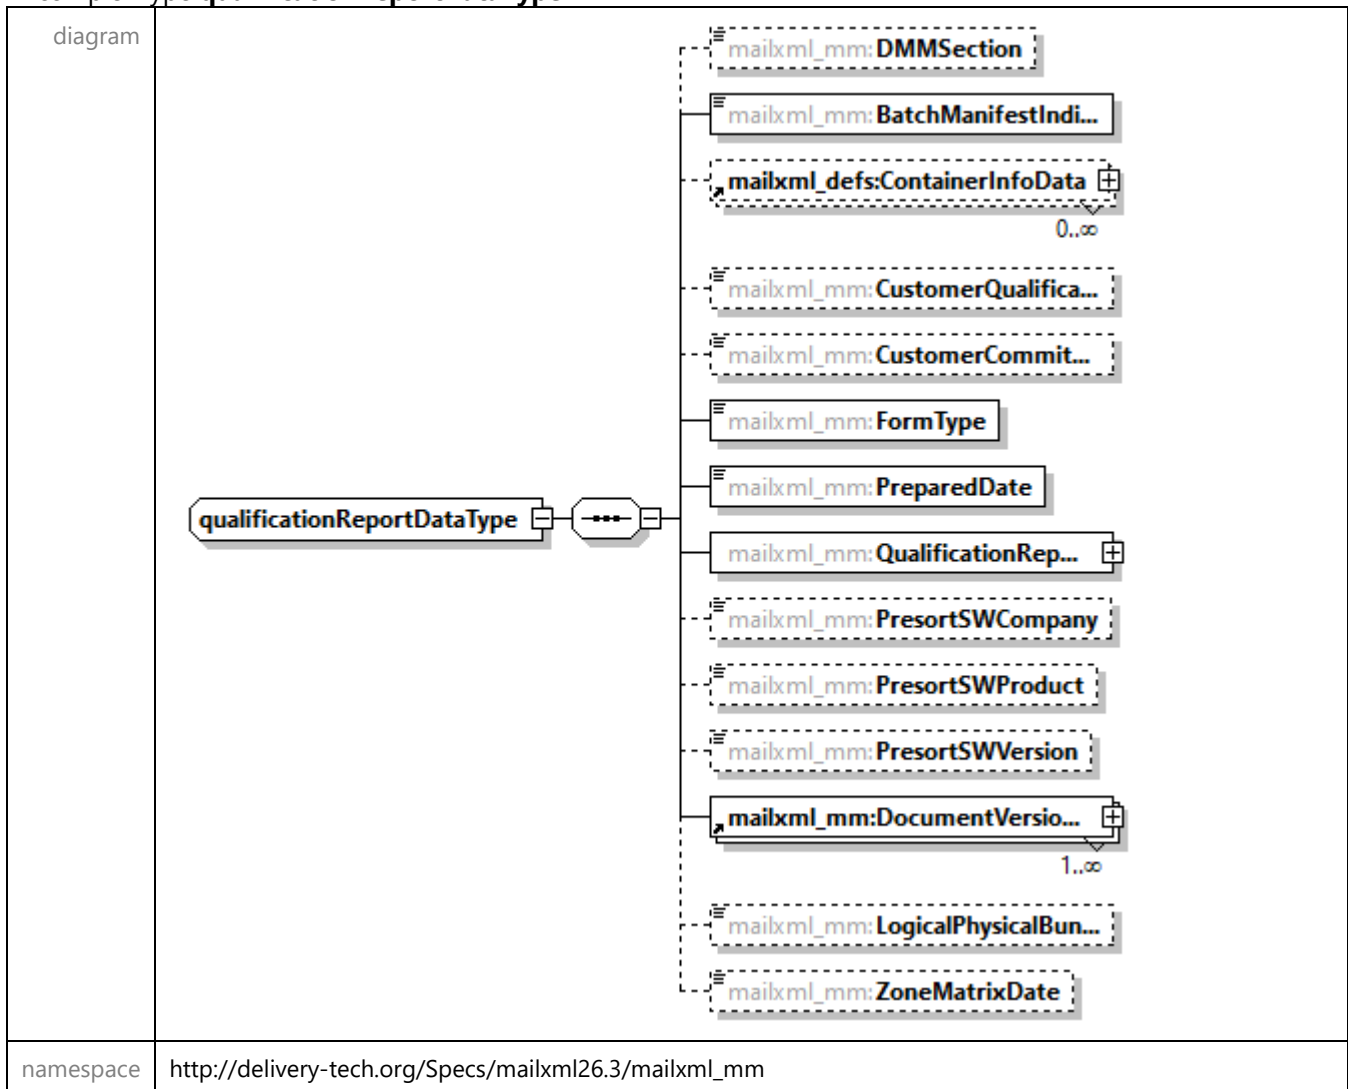 diagram
mailxml_mm:DMMSection
mailxml_mm:BatchManifestIndi...
mailxml_defs:ContainerInfoData
0..∞
mailxml_mm:CustomerQualifica...
mailxml_mm:CustomerCommit...
mailxml_mm:FormType
mailxml_mm:PreparedDate
qualificationReportDataType
mailxml_mm:QualificationRep...
mailxml_mm:PresortSWCompany
mailxml_mm:PresortSWProduct
mailxml_mm:PresortSWVersion
mailxml_mm:DocumentVersio...
1..∞
mailxml_mm:LogicalPhysicalBun...
mailxml_mm:ZoneMatrixDate
namespace http://delivery-tech.org/Specs/mailxml26.3/mailxml_mm